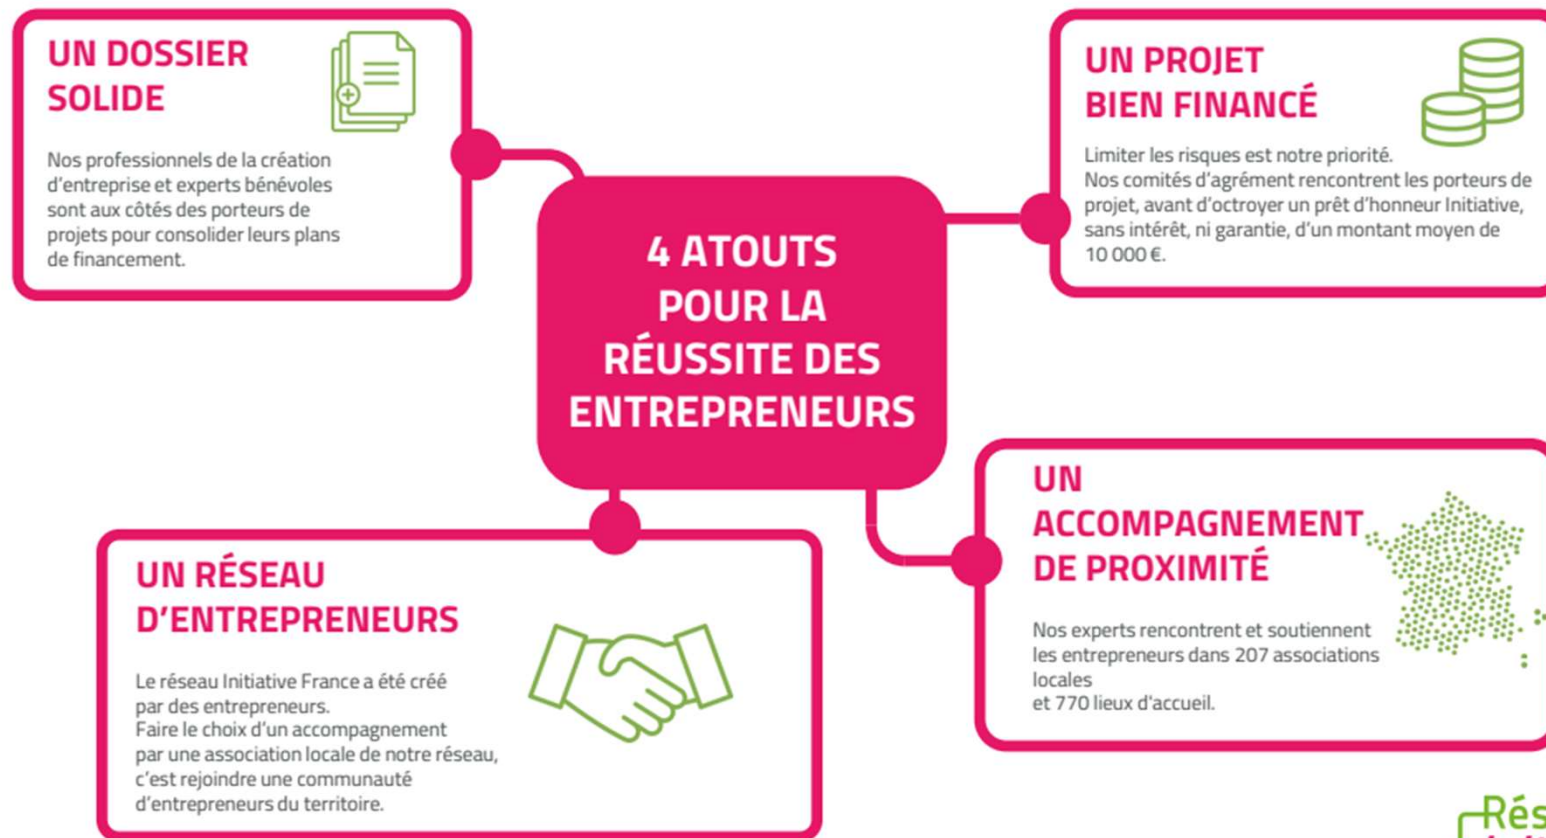 UN DOSSIER
SOLIDE
Nos professionnels de la création
d'entreprise et experts bénévoles
sont aux côtés des porteurs de
projets pour consolider leurs plans
de financement.
UN PROJET
BIEN FINANCÉ
Limiter les risques est notre priorité.
Nos comités d'agrément rencontrent les porteurs de
projet, avant d'octroyer un prêt d'honneur Initiative,
sans intérêt, ni garantie, d'un montant moyen de
10 000 €.
4 ATOUTS
POUR LA
RÉUSSITE DES
ENTREPRENEURS
UN RÉSEAU
D'ENTREPRENEURS
Le réseau Initiative France a été créé
par des entrepreneurs.
Faire le choix d'un accompagnement
par une association locale de notre réseau,
c'est rejoindre une communauté
d'entrepreneurs du territoire.
UN
ACCOMPAGNEMENT
DE PROXIMITÉ
Nos experts rencontrent et soutiennent
les entrepreneurs dans 207 associations
locales
et 770 lieux d'accueil.
Rés